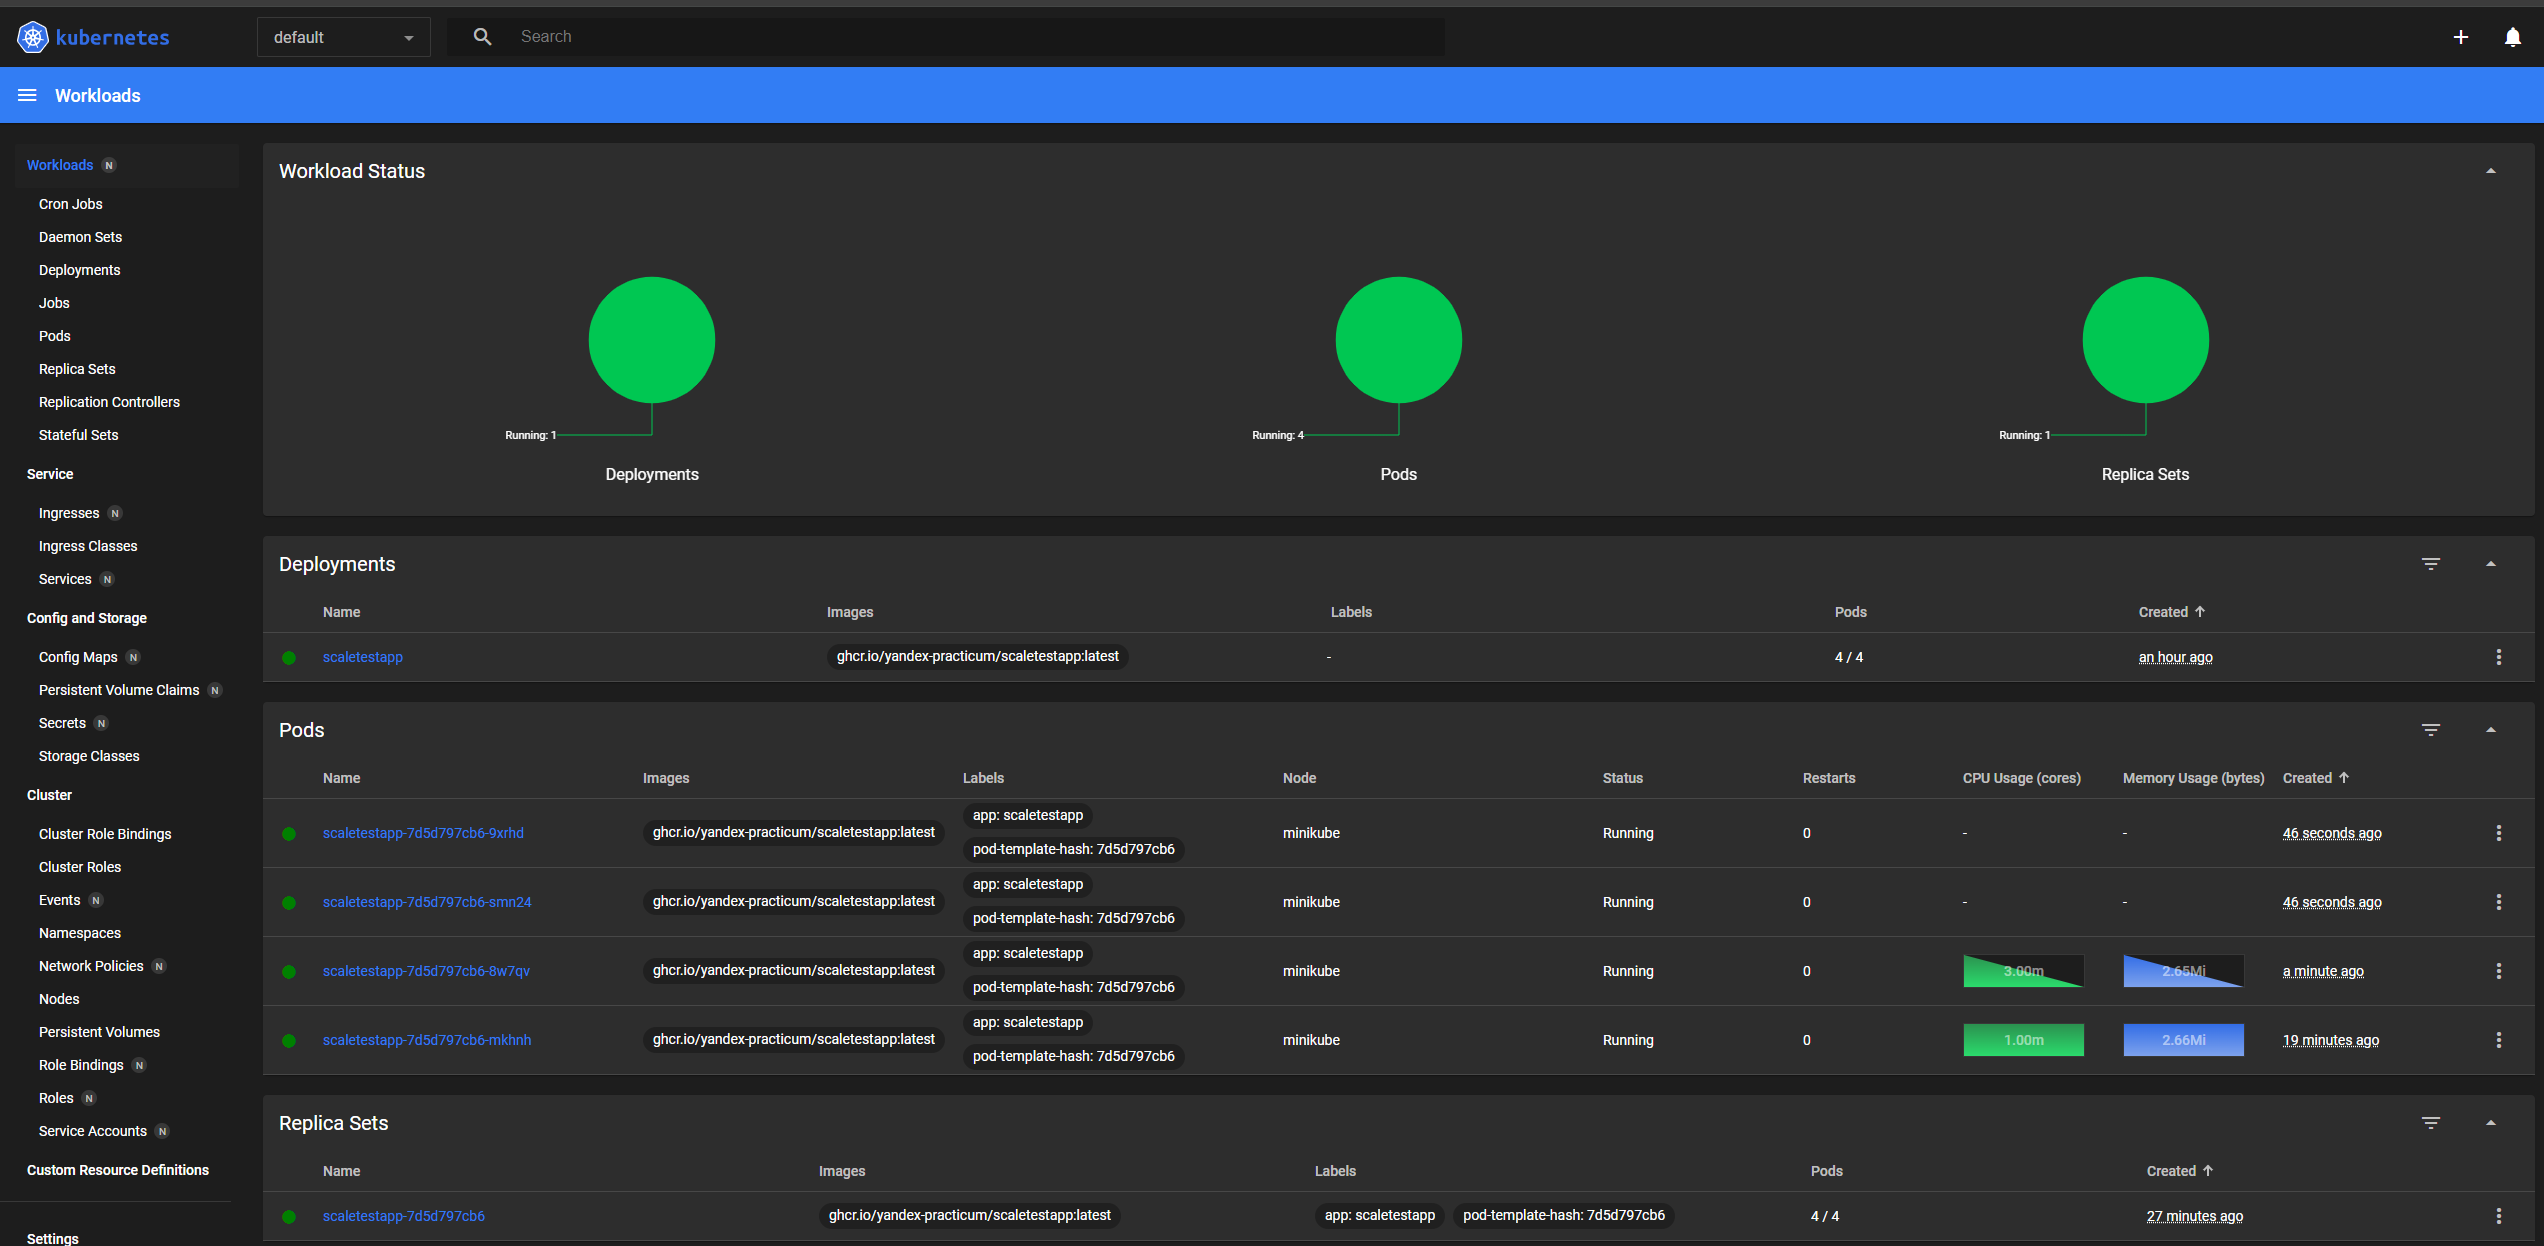 kubernetes
default
Search
Workloads
Workloads N
Cron Jobs
Daemon Sets
Deployments
Jobs
Pods
Replica Sets
Replication Controllers
Stateful Sets
Service
Ingresses N
Ingress Classes
Services N
Config and Storage
Config Maps N
Persistent Volume Claims N
Secrets N
Storage Classes
Cluster
Cluster Role Bindings
Cluster Roles
Events N
Namespaces
Network Policies N
Nodes
Persistent Volumes
Role Bindings N
Roles N
Service Accounts N
Custom Resource Definitions
Settings
Workload Status
Running: 1
Deployments
Running: 4
Pods
Running: 1
Replica Sets
Deployments
Name Images Labels Pods Created
scaletestapp ghcr.io/yandex-practicum/scaletestapp:latest - 4 / 4 an hour ago
Pods
Name Images Labels Node Status Restarts CPU Usage (cores) Memory Usage (bytes) Created
app: scaletestapp
scaletestapp-7d5d797cb6-9xrhd ghcr.io/yandex-practicum/scaletestapp:latest minikube Running 0 - - 46 seconds ago
pod-template-hash: 7d5d797cb6
app: scaletestapp
scaletestapp-7d5d797cb6-smn24 ghcr.io/yandex-practicum/scaletestapp:latest minikube Running 0 - - 46 seconds ago
pod-template-hash: 7d5d797cb6
app: scaletestapp
scaletestapp-7d5d797cb6-8w7qv ghcr.io/yandex-practicum/scaletestapp:latest minikube Running 0 3.00m 2.65Mi a minute ago
pod-template-hash: 7d5d797cb6
app: scaletestapp
scaletestapp-7d5d797cb6-mkhnh ghcr.io/yandex-practicum/scaletestapp:latest minikube Running 0 1.00m 2.66Mi 19 minutes ago
pod-template-hash: 7d5d797cb6
Replica Sets
Name Images Labels Pods Created
scaletestapp-7d5d797cb6 ghcr.io/yandex-practicum/scaletestapp:latest app: scaletestapp pod-template-hash: 7d5d797cb6 4 / 4 27 minutes ago